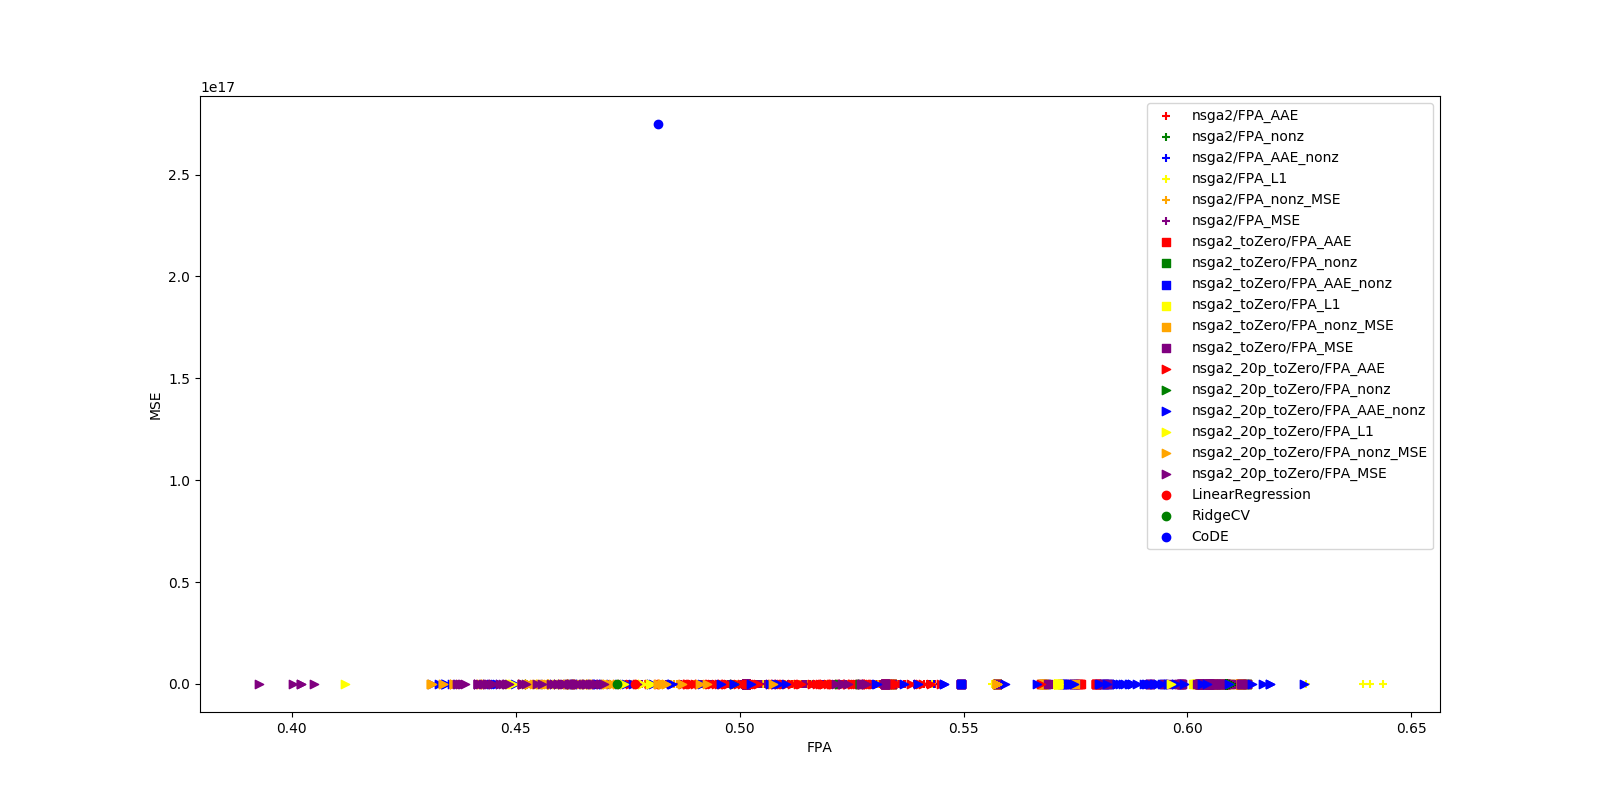 1e17
2.5
2.0
1.5
1.0
0.5
0.0
MSE
0.40
0.45
0.50
0.55
0.60
0.65
FPA
nsga2/FPA_AAE
nsga2/FPA_nonz
nsga2/FPA_AAE_nonz
nsga2/FPA_L1
nsga2/FPA_nonz_MSE
nsga2/FPA_MSE
nsga2_toZero/FPA_AAE
nsga2_toZero/FPA_nonz
nsga2_toZero/FPA_AAE_nonz
nsga2_toZero/FPA_L1
nsga2_toZero/FPA_nonz_MSE
nsga2_toZero/FPA_MSE
nsga2_20p_toZero/FPA_AAE
nsga2_20p_toZero/FPA_nonz
nsga2_20p_toZero/FPA_AAE_nonz
nsga2_20p_toZero/FPA_L1
nsga2_20p_toZero/FPA_nonz_MSE
nsga2_20p_toZero/FPA_MSE
LinearRegression
RidgeCV
CoDE